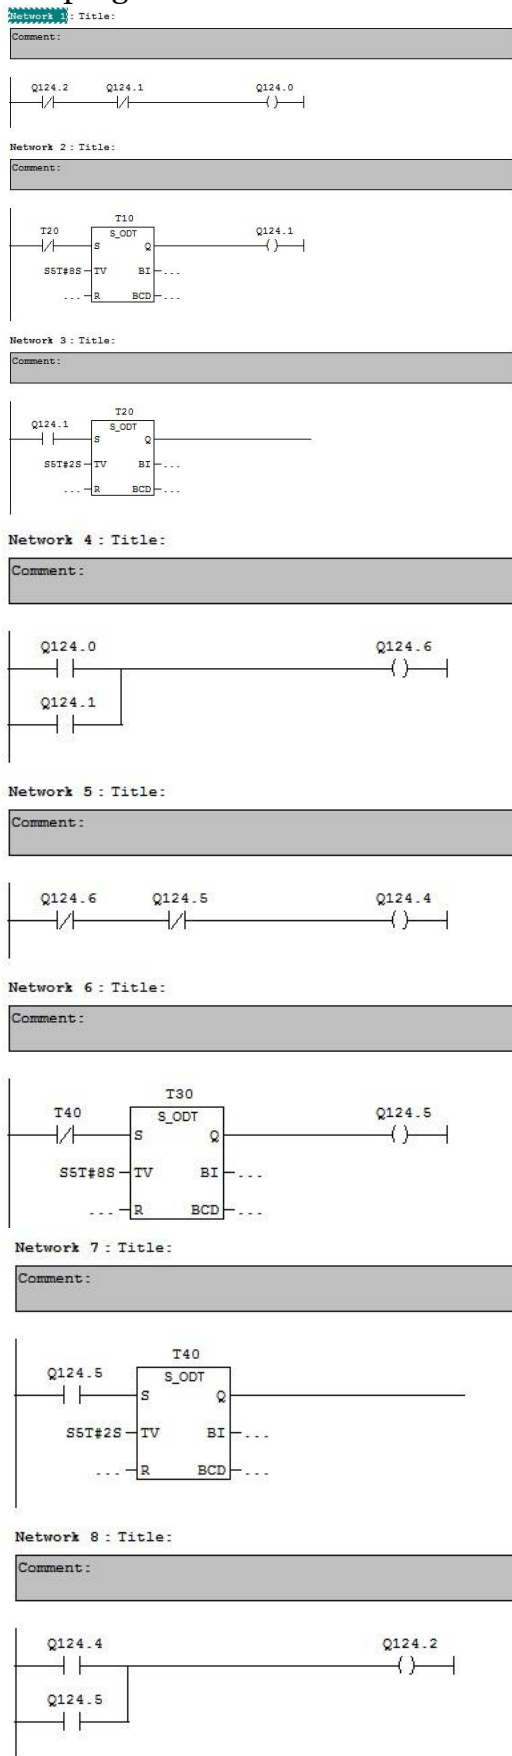 Network 1 : Title:
Comment:
Q124.2 Q124.1 Q124.0
Network 2 : Title:
Comment:
T10
T20 S_ODT Q124.1
S Q
S5T#8S TV BI ...
... R BCD ...
Network 3 : Title:
Comment:
T20
Q124.1 S_ODT
S Q
S5T#2S TV BI ...
... R BCD ...
Network 4 : Title:
Comment:
Q124.0 Q124.6
Q124.1
Network 5 : Title:
Comment:
Q124.6 Q124.5 Q124.4
Network 6 : Title:
Comment:
T30
T40 S_ODT Q124.5
S Q
S5T#8S TV BI ...
... R BCD ...
Network 7 : Title:
Comment:
T40
Q124.5 S_ODT
S Q
S5T#2S TV BI ...
... R BCD ...
Network 8 : Title:
Comment:
Q124.4 Q124.2
Q124.5